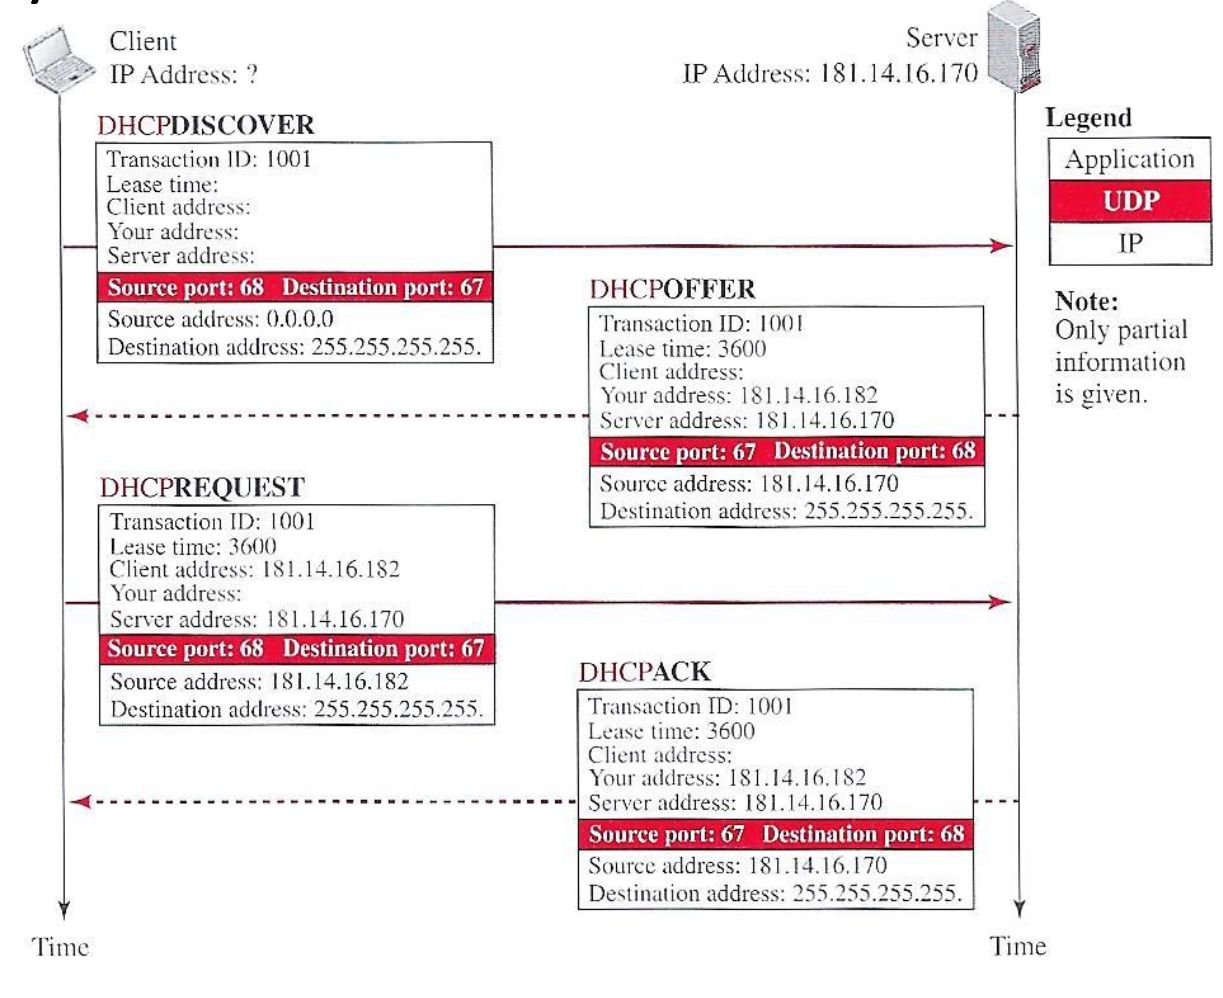 Client
IP Address: ?
Server
IP Address: 181.14.16.170
DHCPDISCOVER
Transaction ID: 1001
Lease time:
Client address:
Your address:
Server address:
Source port: 68 Destination port: 67
Source address: 0.0.0.0
Destination address: 255.255.255.255.
Legend
Application
UDP
IP
Note:
Only partial
information
is given.
DHCPOFFER
Transaction ID: 1001
Lease time: 3600
Client address:
Your address: 181.14.16.182
Server address: 181.14.16.170
Source port: 67 Destination port: 68
Source address: 181.14.16.170
Destination address: 255.255.255.255.
DHCPREQUEST
Transaction ID: 1001
Lease time: 3600
Client address: 181.14.16.182
Your address:
Server address: 181.14.16.170
Source port: 68 Destination port: 67
Source address: 181.14.16.182
Destination address: 255.255.255.255.
DHCPACK
Transaction ID: 1001
Lease time: 3600
Client address:
Your address: 181.14.16.182
Server address: 181.14.16.170
Source port: 67 Destination port: 68
Source address: 181.14.16.170
Destination address: 255.255.255.255.
Time
Time